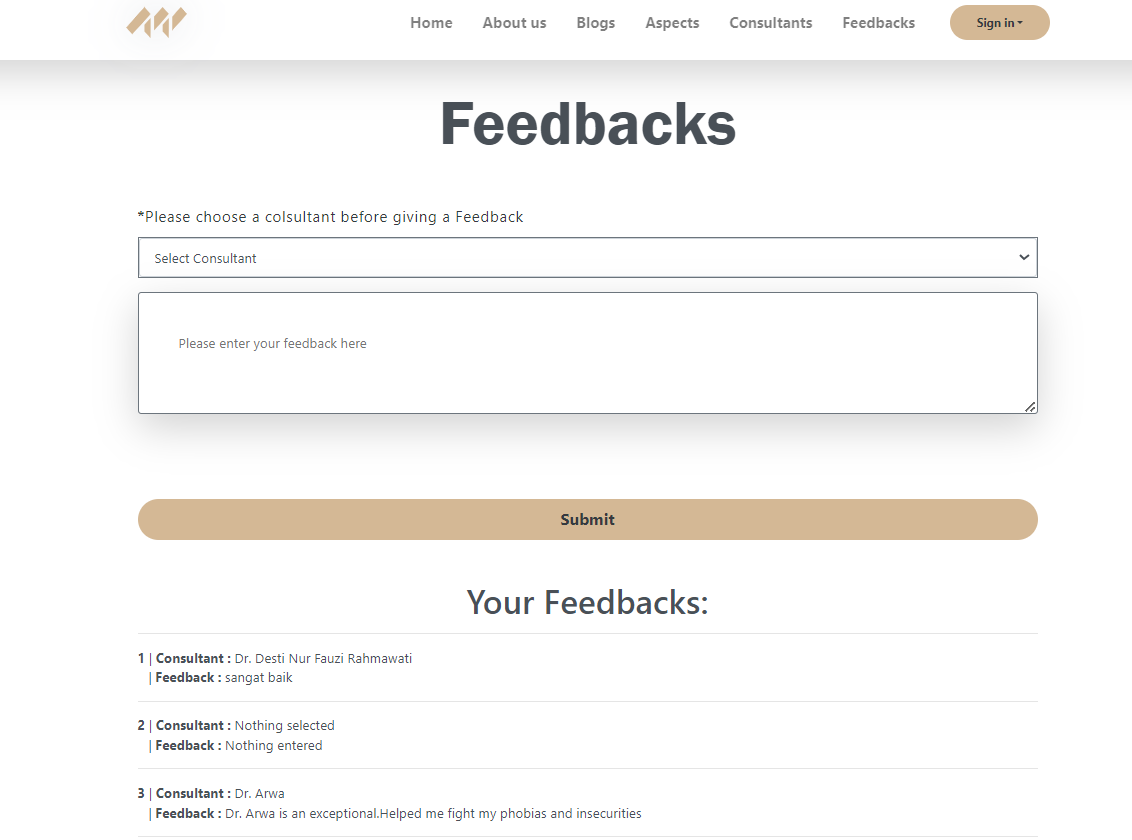 Home About us Blogs Aspects Consultants Feedbacks Sign in
Feedbacks
*Please choose a colsultant before giving a Feedback
Select Consultant
Please enter your feedback here
Submit
Your Feedbacks:
1 | Consultant : Dr. Desti Nur Fauzi Rahmawati
| Feedback : sangat baik
2 | Consultant : Nothing selected
| Feedback : Nothing entered
3 | Consultant : Dr. Arwa
| Feedback : Dr. Arwa is an exceptional.Helped me fight my phobias and insecurities